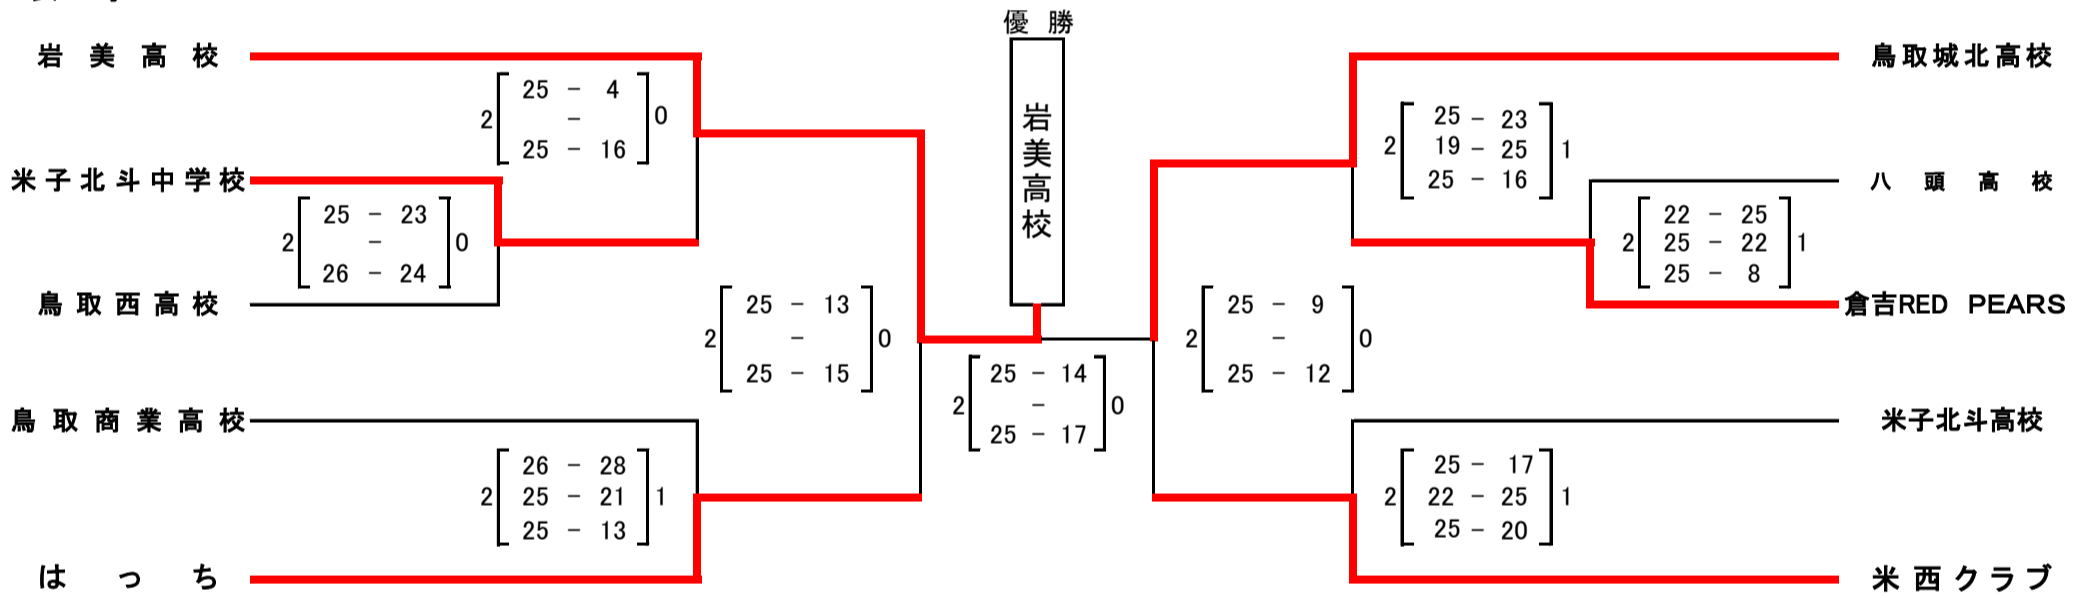 優 勝
岩美高校
岩 美 高 校
2 25 - 4 0
-
25 - 16
米子北斗中学校
2 25 - 23 0
-
26 - 24
鳥取西高校
2 25 - 13 0
-
25 - 15
鳥取商業高校
2 26 - 28 1
25 - 21
25 - 13
は っ ち
2 25 - 14 0
-
25 - 17
鳥取城北高校
2 25 - 23 1
19 - 25
25 - 16
八 頭 高 校
2 22 - 25 1
25 - 22
25 - 8
倉吉RED PEARS
2 25 - 9 0
-
25 - 12
米子北斗高校
2 25 - 17 1
22 - 25
25 - 20
米西クラブ